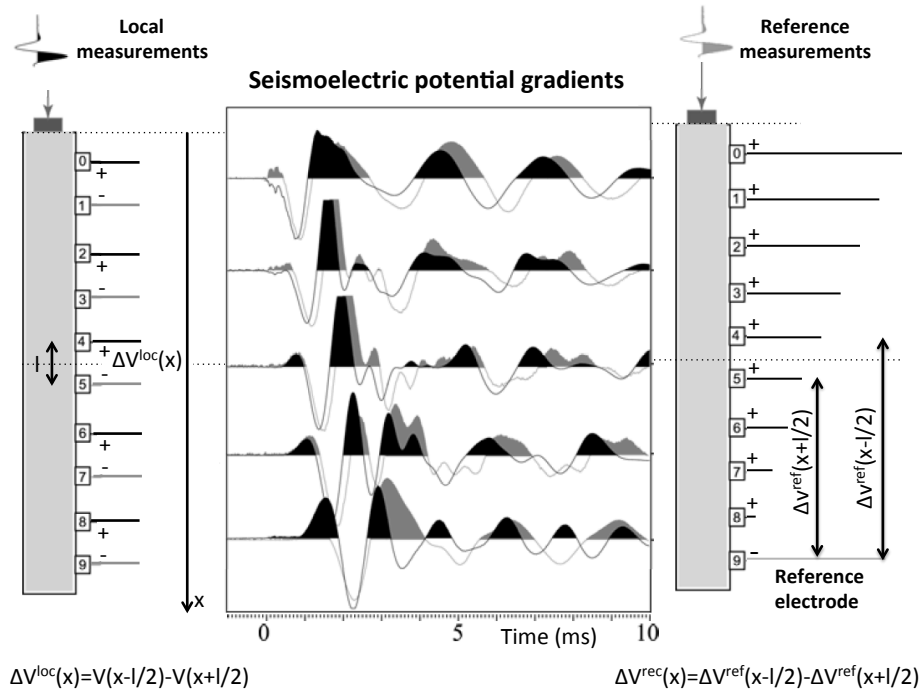 Local
measurements
Reference
measurements
Seismoelectric potential gradients
0
+
-
1
2
+
-
3
4
+
l
ΔV^loc(x)
-
5
6
+
-
7
8
+
-
9
x
0
5
10
Time (ms)
+
0
+
1
+
2
+
3
+
4
+
5
+
6
+
7
+
8
-
9
Δv^ref(x+l/2)
Δv^ref(x-l/2)
Reference
electrode
ΔV^loc(x)=V(x-l/2)-V(x+l/2)
ΔV^rec(x)=ΔV^ref(x-l/2)-ΔV^ref(x+l/2)